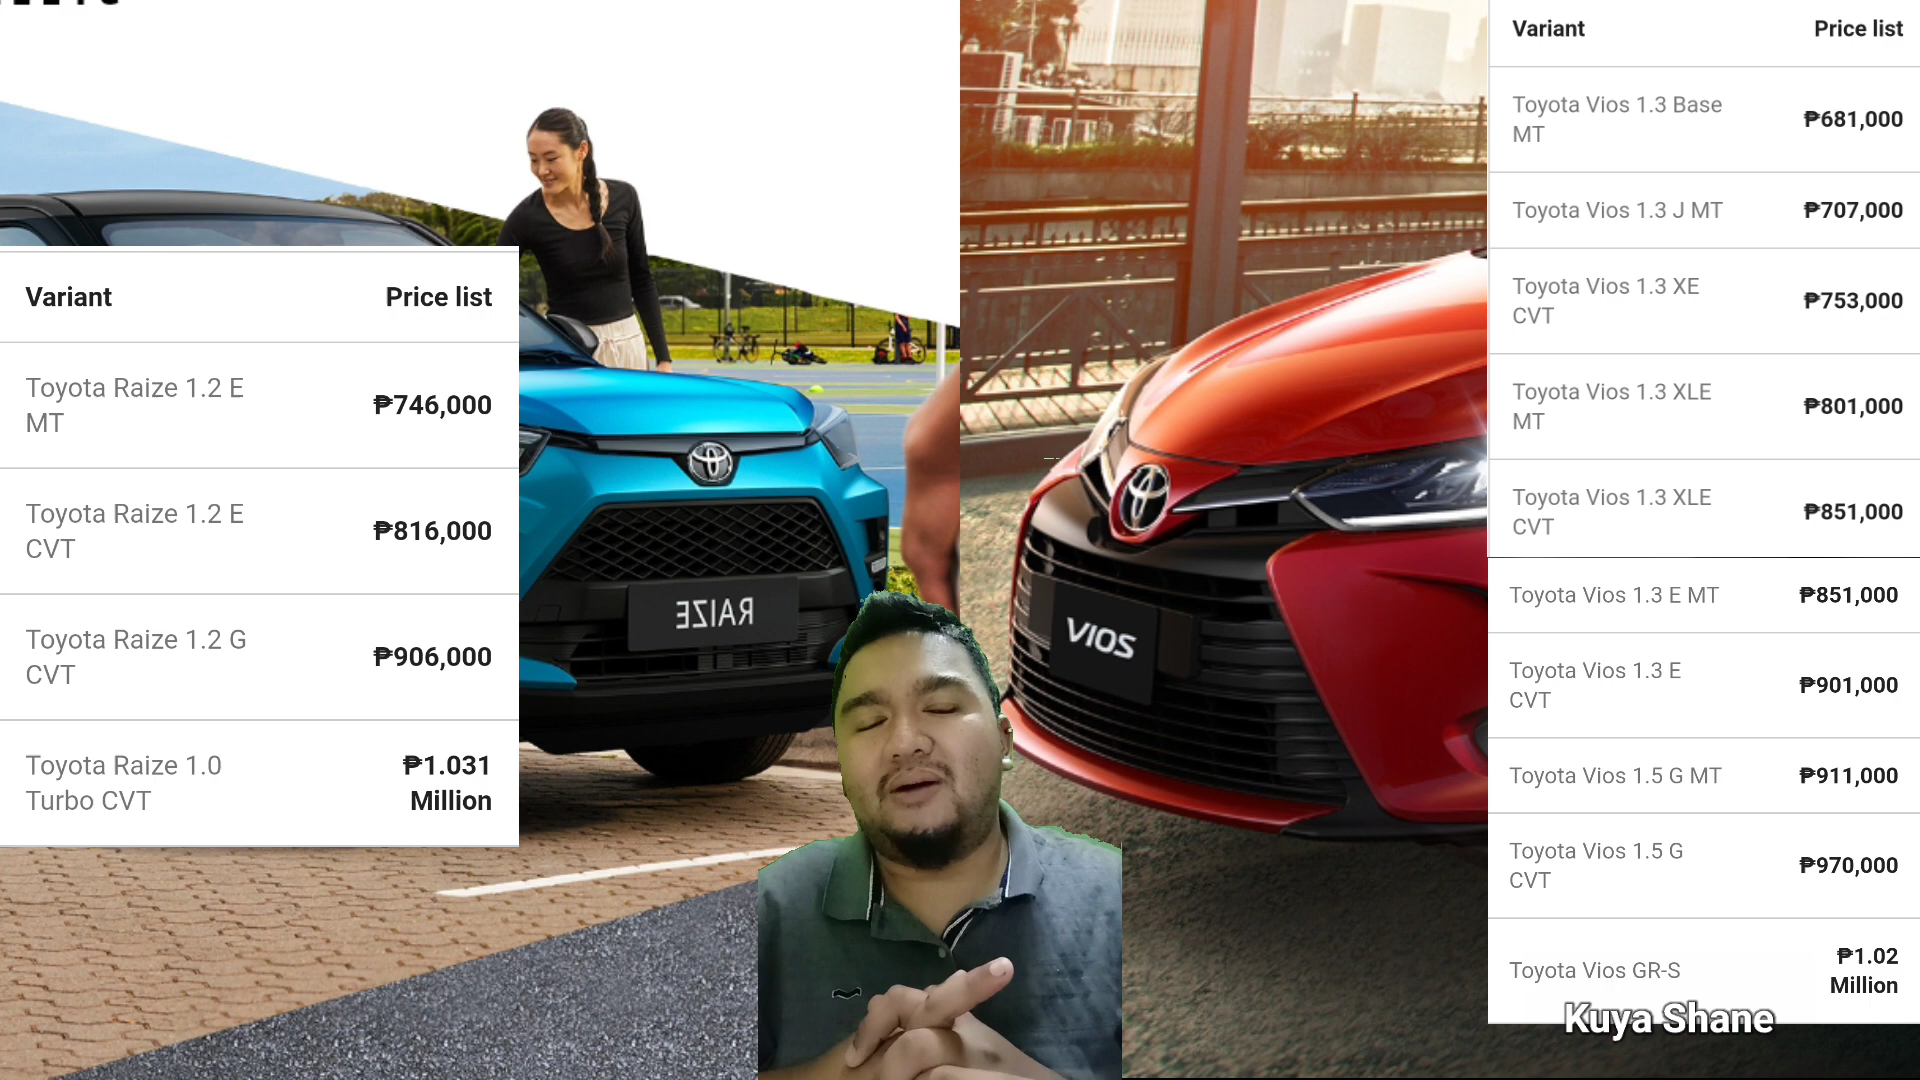 Variant Price list
Toyota Raize 1.2 E
MT
₱746,000
Toyota Raize 1.2 E
CVT
₱816,000
Toyota Raize 1.2 G
CVT
₱906,000
Toyota Raize 1.0
Turbo CVT
₱1.031
Million
RAIZE
VIOS
Variant Price list
Toyota Vios 1.3 Base
MT
₱681,000
Toyota Vios 1.3 J MT ₱707,000
Toyota Vios 1.3 XE
CVT
₱753,000
Toyota Vios 1.3 XLE
MT
₱801,000
Toyota Vios 1.3 XLE
CVT
₱851,000
Toyota Vios 1.3 E MT ₱851,000
Toyota Vios 1.3 E
CVT
₱901,000
Toyota Vios 1.5 G MT ₱911,000
Toyota Vios 1.5 G
CVT
₱970,000
Toyota Vios GR-S
₱1.02
Million
Kuya Shane